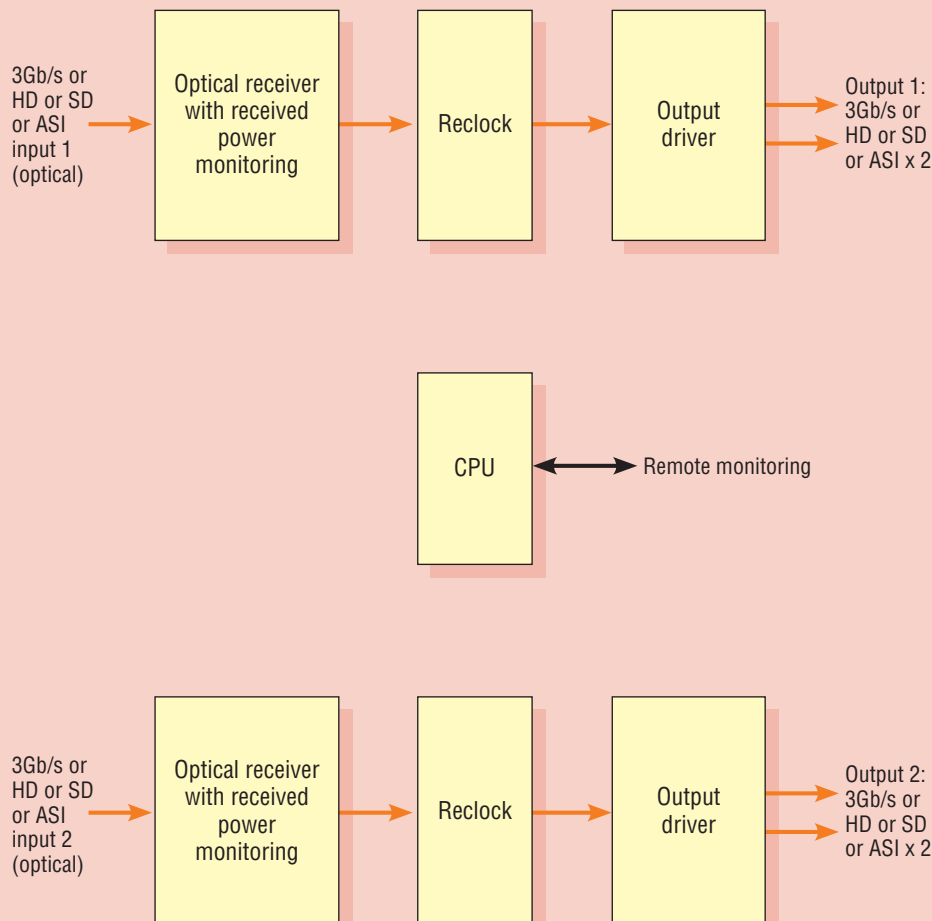 3Gb/s or
HD or SD
or ASI
input 1
(optical)
Optical receiver
with received
power
monitoring
Reclock
Output
driver
Output 1:
3Gb/s or
HD or SD
or ASI x 2
CPU
Remote monitoring
3Gb/s or
HD or SD
or ASI
input 2
(optical)
Optical receiver
with received
power
monitoring
Reclock
Output
driver
Output 2:
3Gb/s or
HD or SD
or ASI x 2